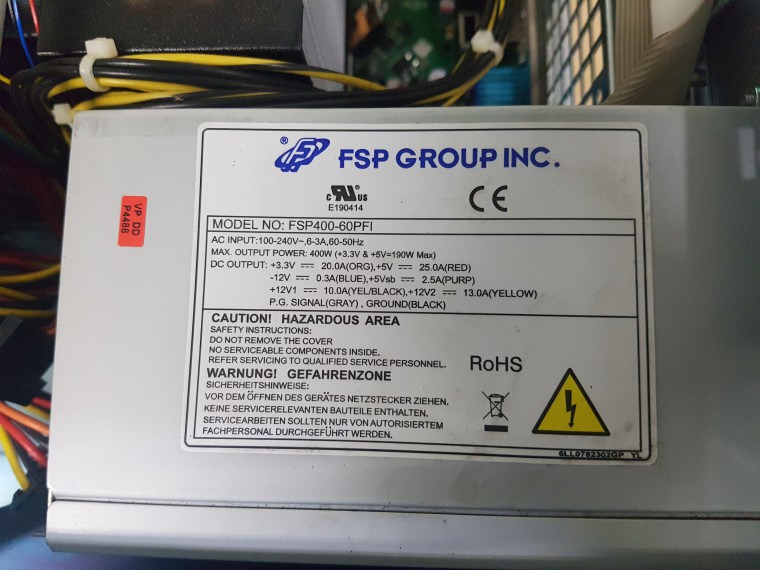 ® FSP GROUP INC.
c RU® US
E190414
CE
VP DD
P4486
MODEL NO: FSP400-60PFI
AC INPUT:100-240V~,6-3A,60-50Hz
MAX. OUTPUT POWER: 400W (+3.3V & +5V=190W Max)
DC OUTPUT: +3.3V ⎓ 20.0A(ORG),+5V ⎓ 25.0A(RED)
-12V ⎓ 0.3A(BLUE),+5Vsb ⎓ 2.5A(PURP)
+12V1 ⎓ 10.0A(YEL/BLACK),+12V2 ⎓ 13.0A(YELLOW)
P.G. SIGNAL(GRAY) , GROUND(BLACK)
CAUTION! HAZARDOUS AREA
SAFETY INSTRUCTIONS:
DO NOT REMOVE THE COVER
NO SERVICEABLE COMPONENTS INSIDE.
REFER SERVICING TO QUALIFIED SERVICE PERSONNEL.
RoHS
WARNUNG! GEFAHRENZONE
SICHERHEITSHINWEISE:
VOR DEM ÖFFNEN DES GERÄTES NETZSTECKER ZIEHEN.
KEINE SERVICERELEVANTEN BAUTEILE ENTHALTEN.
SERVICEARBEITEN SOLLTEN NUR VON AUTORISIERTEM
FACHPERSONAL DURCHGEFÜHRT WERDEN.